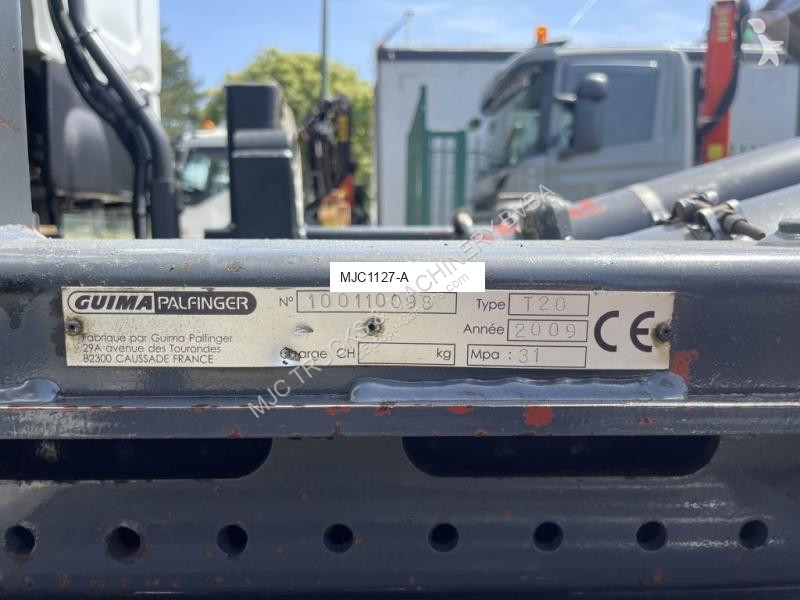 MJC1127-A
GUIMA PALFINGER
N° 100110098
Type T20
Année 2009
CE
Fabriqué par Guima Palfinger
29A avenue des Tourondes
82300 CAUSSADE FRANCE
Charge CH kg
Mpa : 31
MJC TRUCKS & MACHINERY BVBA